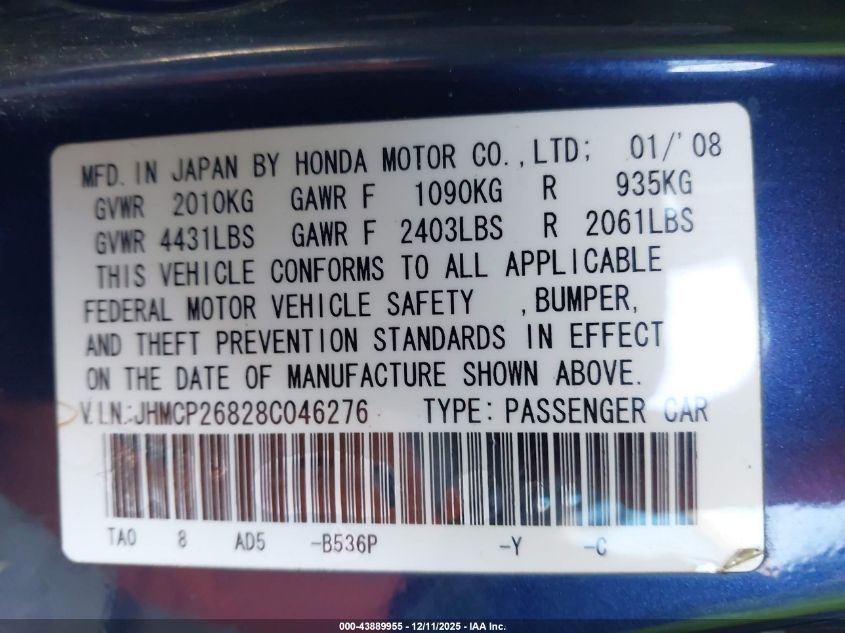 MFD. IN JAPAN BY HONDA MOTOR CO.,LTD; 01/'08
GVWR 2010KG GAWR F 1090KG R 935KG
GVWR 4431LBS GAWR F 2403LBS R 2061LBS
THIS VEHICLE CONFORMS TO ALL APPLICABLE
FEDERAL MOTOR VEHICLE SAFETY ,BUMPER,
AND THEFT PREVENTION STANDARDS IN EFFECT
ON THE DATE OF MANUFACTURE SHOWN ABOVE.
V.I.N.:JHMCP26828C046276 TYPE: PASSENGER CAR
TA0 8 AD5 -B536P -Y -C
000-43889955 - 12/11/2025 - IAA Inc.